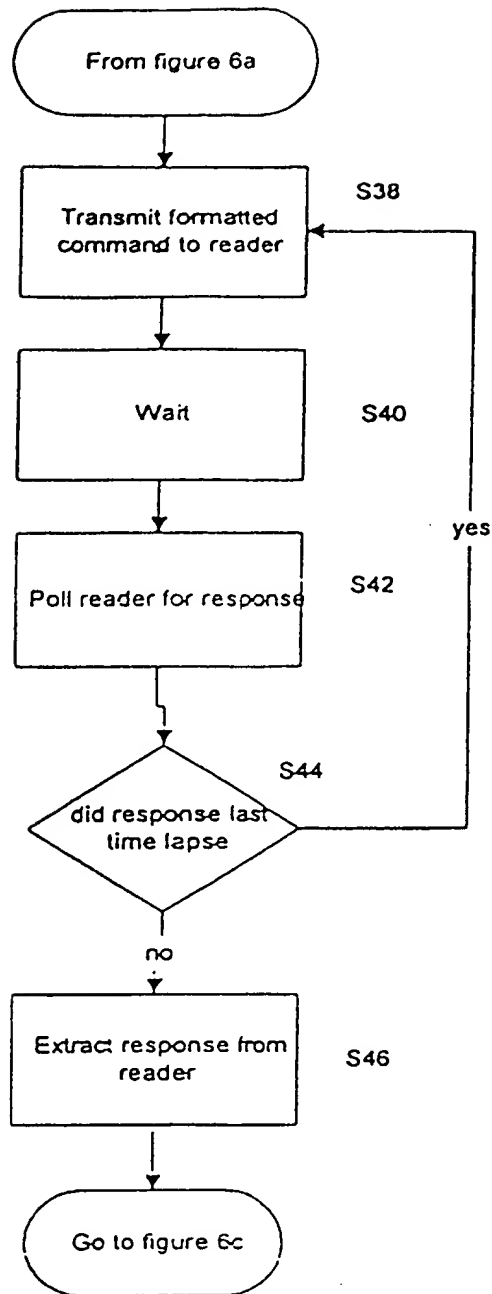 From figure 6a
S38
Transmit formatted
command to reader
Wait
S40
yes
Poll reader for response
S42
S44
did response last
time lapse
no
Extract response from
reader
S46
Go to figure 6c